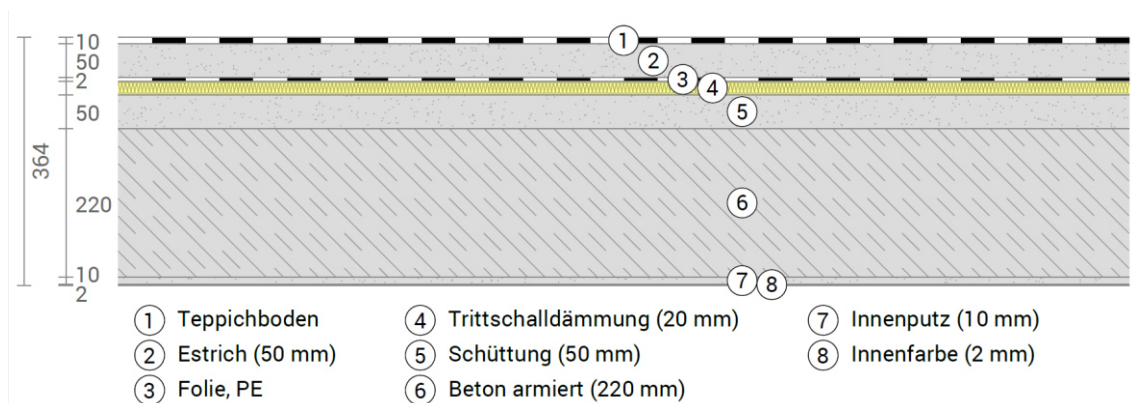 10
50
2
50
364
220
10
2
1
2
3
4
5
6
7
8
1 Teppichboden
2 Estrich (50 mm)
3 Folie, PE
4 Trittschalldämmung (20 mm)
5 Schüttung (50 mm)
6 Beton armiert (220 mm)
7 Innenputz (10 mm)
8 Innenfarbe (2 mm)